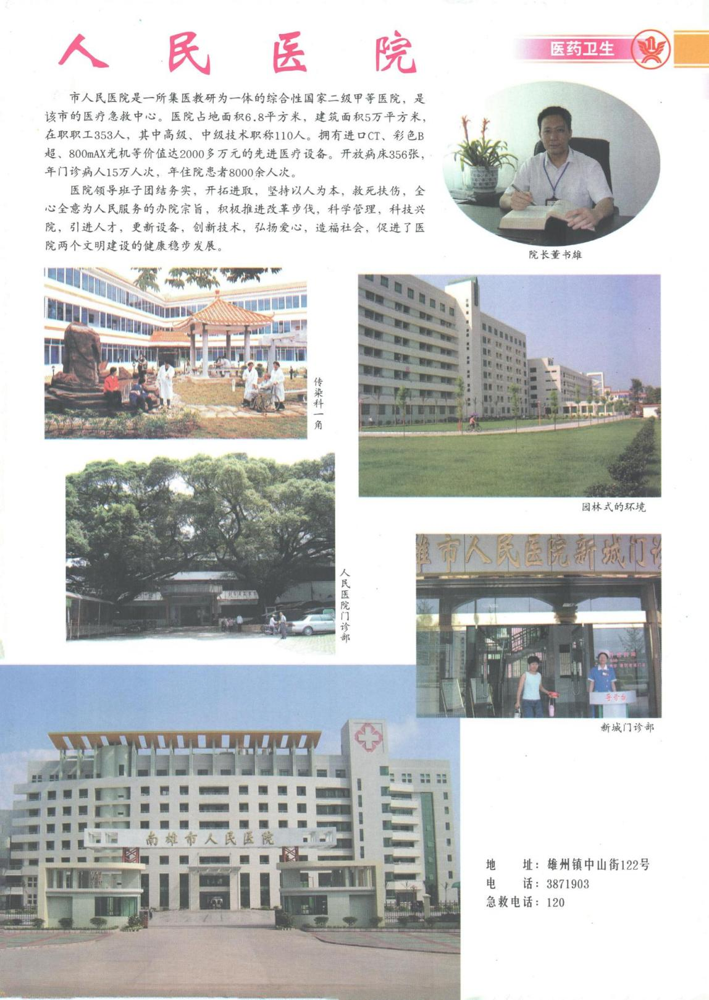 人民医院
医药卫生
市人民医院是一所集医教研为一体的综合性国家二级甲等医院，是
该市的医疗急救中心。医院占地面积6.8平方米，建筑面积5万平方米，
在职职工353人，其中高级、中级技术职称110人。拥有进口CT、彩色B
超、800mAX光机等价值达2000多万元的先进医疗设备。开放病床356张，
年门诊病人15万人次，年住院患者8000余人次。
医院领导班子团结务实，开拓进取，坚持以人为本，救死扶伤，全
心全意为人民服务的办院宗旨，积极推进改革步伐，科学管理，科技兴
院，引进人才，更新设备，创新技术，弘扬爱心，造福社会，促进了医
院两个文明建设的健康稳步发展。
院长董书雄
传染科一角
园林式的环境
人民医院门诊部
雄市人民医院新城门诊
导诊台
新城门诊部
南雄市人民医院
地　　址：雄州镇中山街122号
电　　话：3871903
急救电话：120